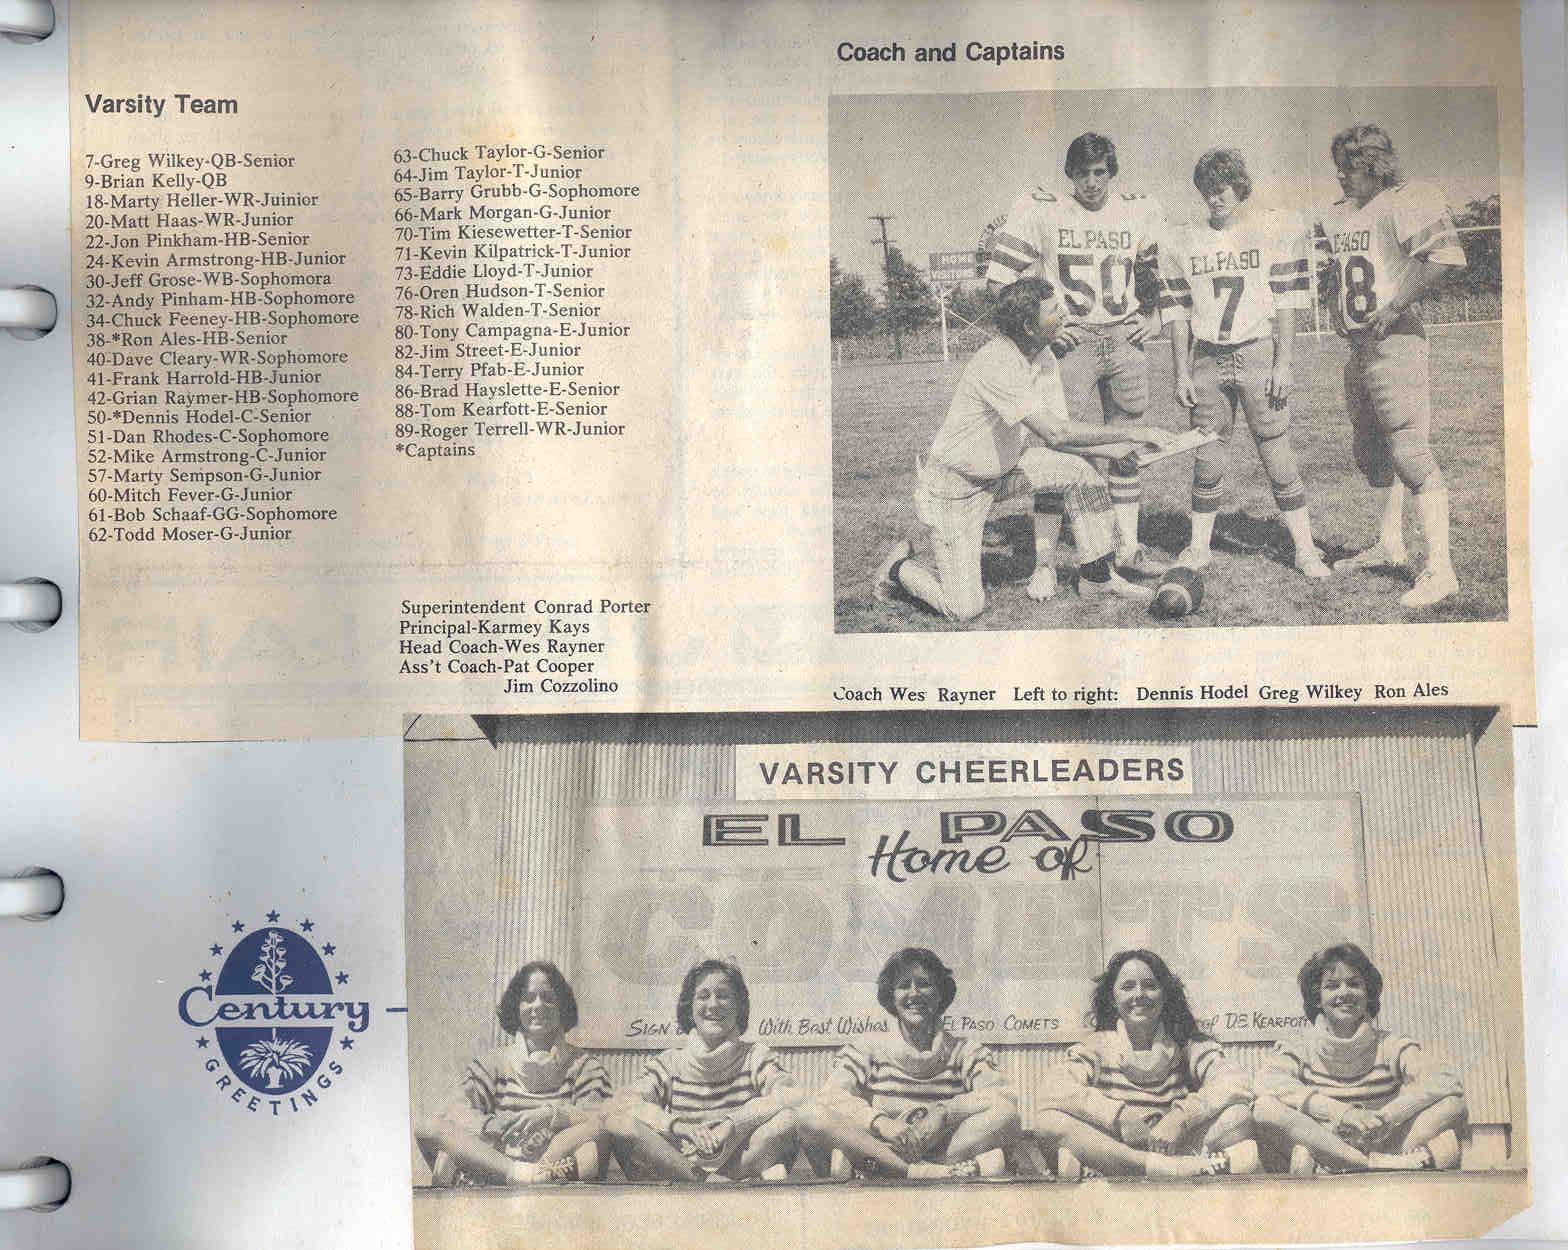 Coach and Captains
Varsity Team
7-Greg Wilkey-QB-Senior
9-Brian Kelly-QB
18-Marty Heller-WR-Juinior
20-Matt Haas-WR-Junior
22-Jon Pinkham-HB-Senior
24-Kevin Armstrong-HB-Junior
30-Jeff Grose-WB-Sophomora
32-Andy Pinham-HB-Sophomore
34-Chuck Feeney-HB-Sophomore
38-*Ron Ales-HB-Senior
40-Dave Cleary-WR-Sophomore
41-Frank Harrold-HB-Junior
42-Grian Raymer-HB-Sophomore
50-*Dennis Hodel-C-Senior
51-Dan Rhodes-C-Sophomore
52-Mike Armstrong-C-Junior
57-Marty Sempson-G-Junior
60-Mitch Fever-G-Junior
61-Bob Schaaf-GG-Sophomore
62-Todd Moser-G-Junior
63-Chuck Taylor-G-Senior
64-Jim Taylor-T-Junior
65-Barry Grubb-G-Sophomore
66-Mark Morgan-G-Junior
70-Tim Kiesewetter-T-Senior
71-Kevin Kilpatrick-T-Junior
73-Eddie Lloyd-T-Junior
76-Oren Hudson-T-Senior
78-Rich Walden-T-Senior
80-Tony Campagna-E-Junior
82-Jim Street-E-Junior
84-Terry Pfab-E-Junior
86-Brad Hayslette-E-Senior
88-Tom Kearfott-E-Senior
89-Roger Terrell-WR-Junior
*Captains
Superintendent Conrad Porter
Principal-Karmey Kays
Head Coach-Wes Rayner
Ass't Coach-Pat Cooper
Jim Cozzolino
EL PASO
50
EL PASO
7
EL PASO
38
Coach Wes Rayner Left to right: Dennis Hodel Greg Wilkey Ron Ales
VARSITY CHEERLEADERS
EL PASO
Home of
COMETS
SIGN With Best Wishes EL PASO COMETS of D.E. KEARFOTT
Century
GREETINGS